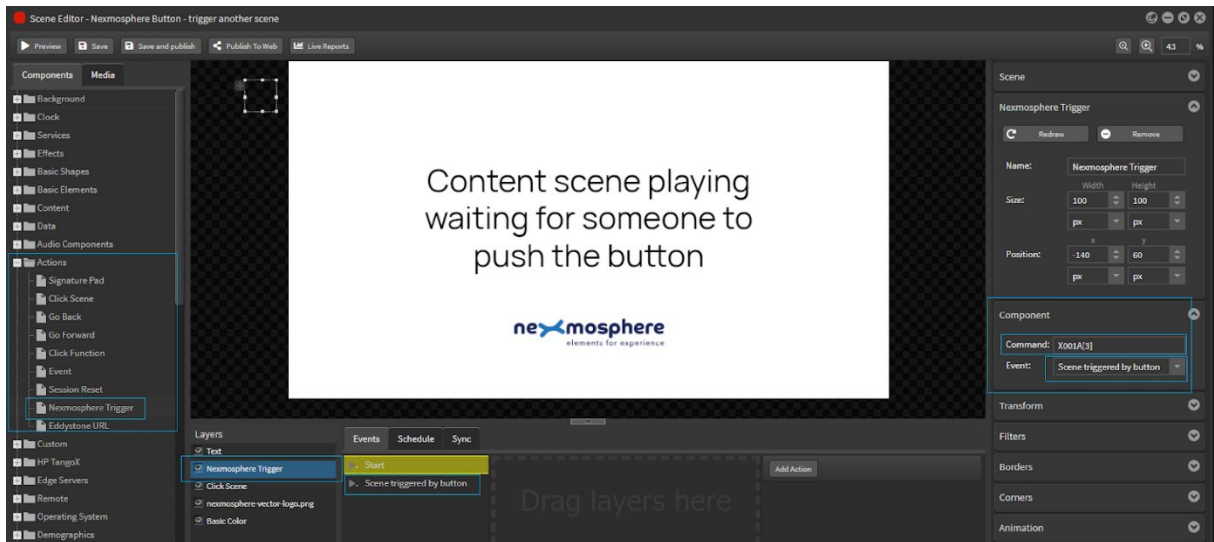 Scene Editor - Nexmosphere Button - trigger another scene
Preview Save Save and publish Publish To Web Live Reports 43 %
Components Media
Background
Clock
Services
Effects
Basic Shapes
Basic Elements
Content
Data
Audio Components
Actions
Signature Pad
Click Scene
Go Back
Go Forward
Click Function
Event
Session Reset
Nexmosphere Trigger
Eddystone URL
Custom
HP TangoX
Edge Servers
Remote
Operating System
Demographics
Content scene playing
waiting for someone to
push the button
nexmosphere
elements for experience
Layers
Text
Nexmosphere Trigger
Click Scene
nexmosphere-vector-logo.png
Basic Color
Events Schedule Sync
Start
Scene triggered by button
Drag layers here
Add Action
Scene
Nexmosphere Trigger
Redraw Remove
Name: Nexmosphere Trigger
Width Height
Size: 100 100
px px
x y
Position: -140 60
px px
Component
Command: X001A[3]
Event: Scene triggered by button
Transform
Filters
Borders
Corners
Animation